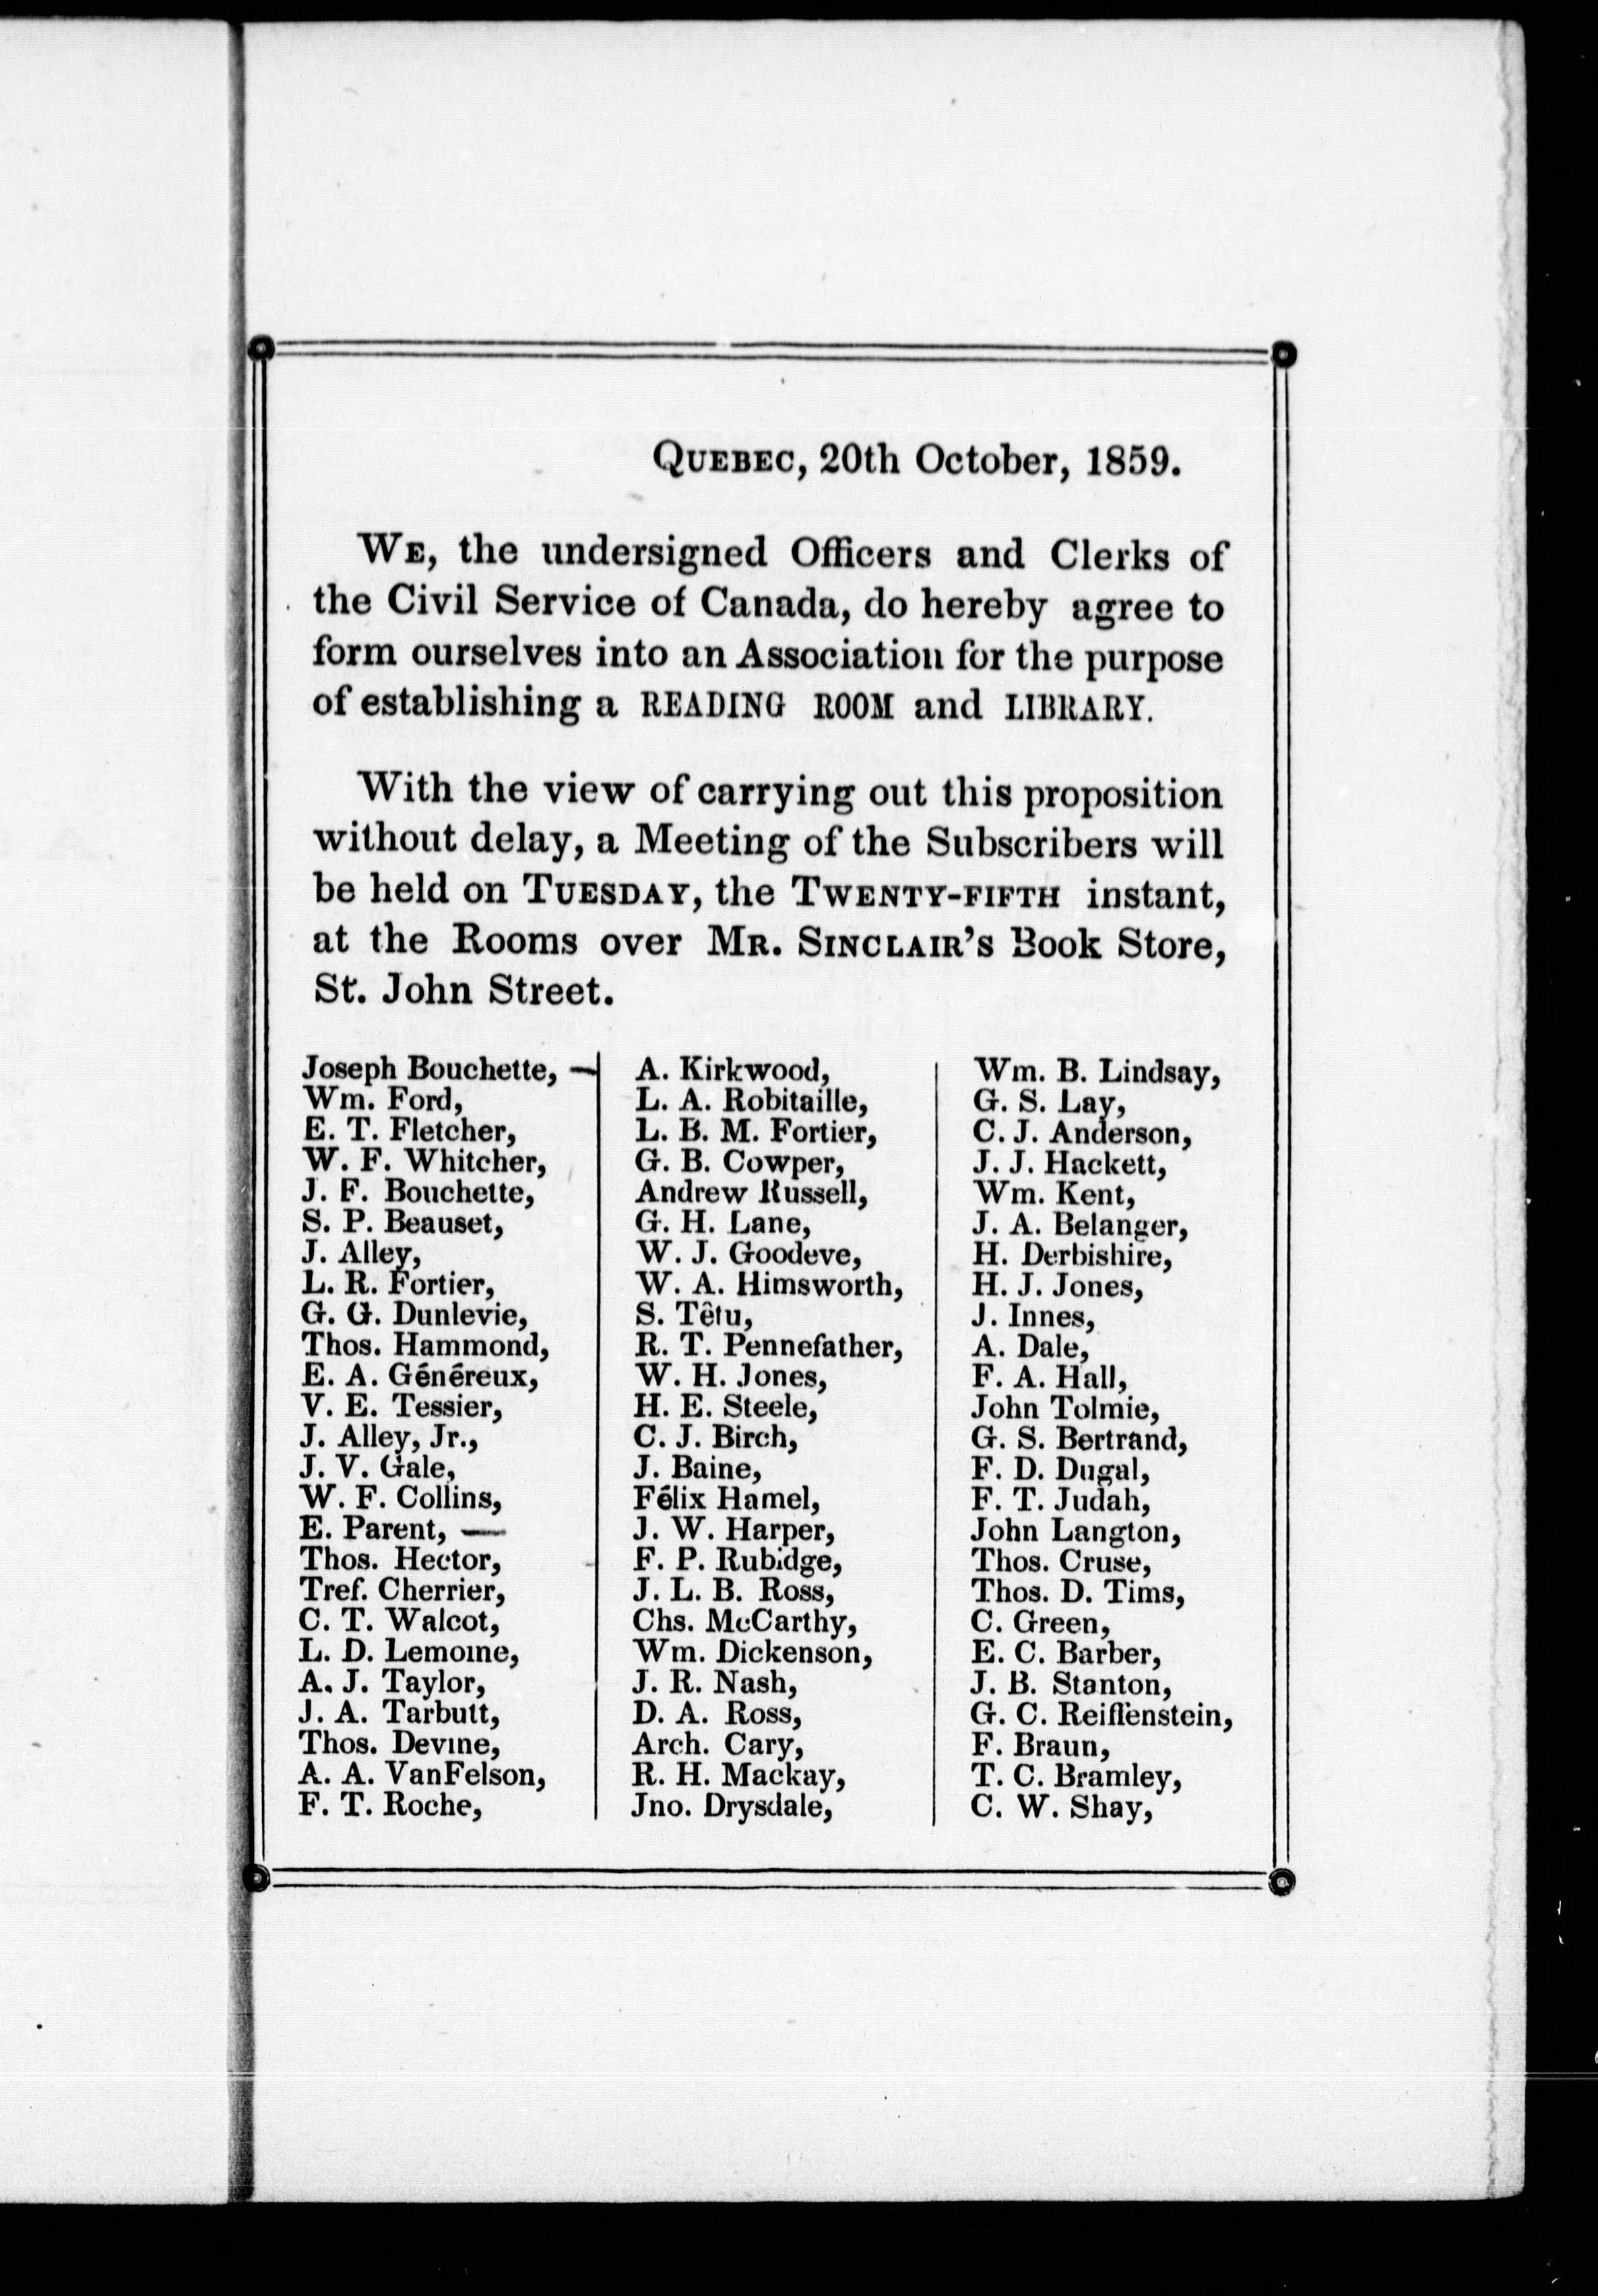 QUEBEC, 20th October, 1859.
WE, the undersigned Officers and Clerks of
the Civil Service of Canada, do hereby agree to
form ourselves into an Association for the purpose
of establishing a READING ROOM and LIBRARY.
With the view of carrying out this proposition
without delay, a Meeting of the Subscribers will
be held on TUESDAY, the TWENTY-FIFTH instant,
at the Rooms over MR. SINCLAIR'S Book Store,
St. John Street.
Joseph Bouchette, —
Wm. Ford,
E. T. Fletcher,
W. F. Whitcher,
J. F. Bouchette,
S. P. Beauset,
J. Alley,
L. R. Fortier,
G. G. Dunlevie,
Thos. Hammond,
E. A. Généreux,
V. E. Tessier,
J. Alley, Jr.,
J. V. Gale,
W. F. Collins,
E. Parent, —
Thos. Hector,
Tref. Cherrier,
C. T. Walcot,
L. D. Lemoine,
A. J. Taylor,
J. A. Tarbutt,
Thos. Devine,
A. A. VanFelson,
F. T. Roche,
A. Kirkwood,
L. A. Robitaille,
L. B. M. Fortier,
G. B. Cowper,
Andrew Russell,
G. H. Lane,
W. J. Goodeve,
W. A. Himsworth,
S. Têtu,
R. T. Pennefather,
W. H. Jones,
H. E. Steele,
C. J. Birch,
J. Baine,
Félix Hamel,
J. W. Harper,
F. P. Rubidge,
J. L. B. Ross,
Chs. McCarthy,
Wm. Dickenson,
J. R. Nash,
D. A. Ross,
Arch. Cary,
R. H. Mackay,
Jno. Drysdale,
Wm. B. Lindsay,
G. S. Lay,
C. J. Anderson,
J. J. Hackett,
Wm. Kent,
J. A. Belanger,
H. Derbishire,
H. J. Jones,
J. Innes,
A. Dale,
F. A. Hall,
John Tolmie,
G. S. Bertrand,
F. D. Dugal,
F. T. Judah,
John Langton,
Thos. Cruse,
Thos. D. Tims,
C. Green,
E. C. Barber,
J. B. Stanton,
G. C. Reiffenstein,
F. Braun,
T. C. Bramley,
C. W. Shay,